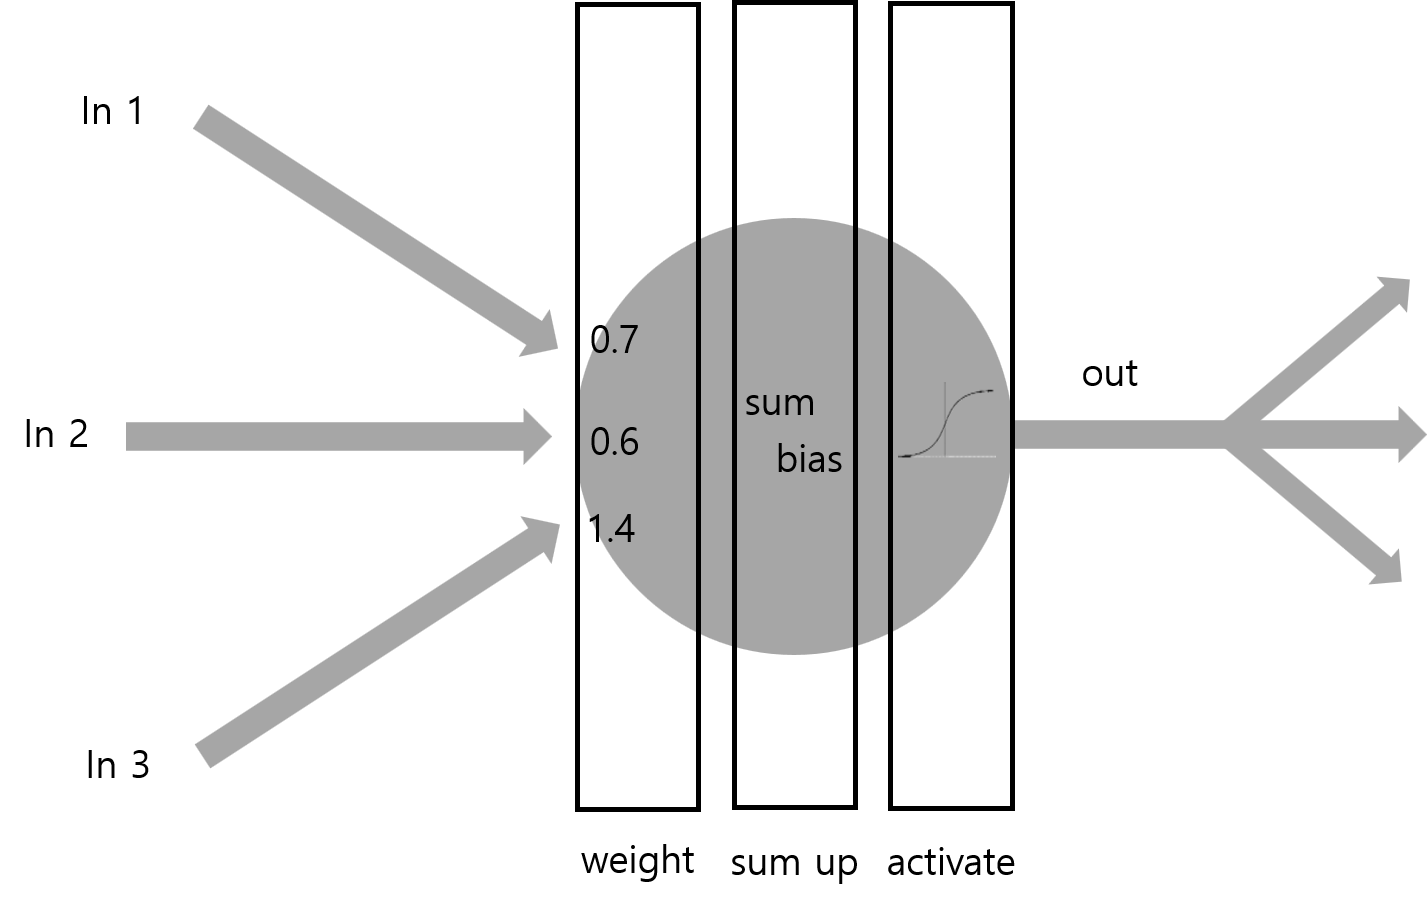 In 1
In 2
In 3
0.7
0.6
1.4
sum
bias
out
weight
sum up
activate